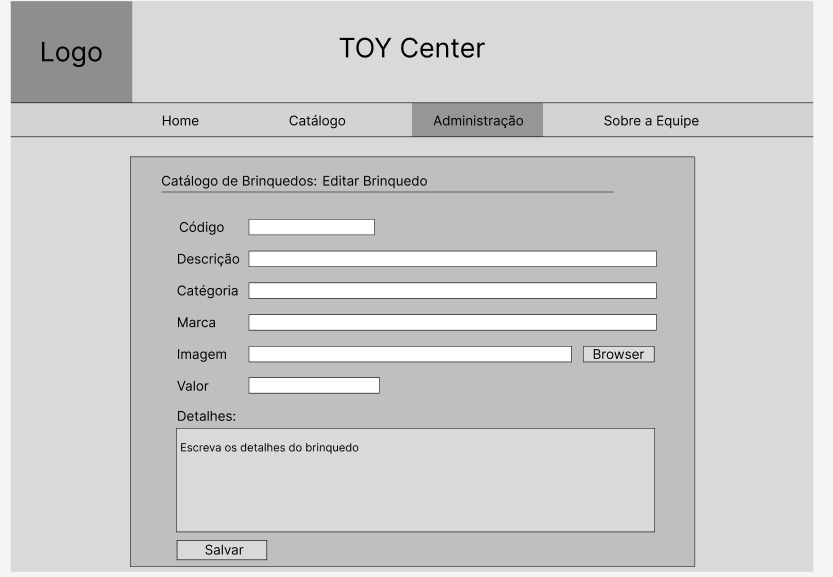 Logo
TOY Center
Home Catálogo Administração Sobre a Equipe
Catálogo de Brinquedos: Editar Brinquedo
Código
Descrição
Catégoria
Marca
Imagem Browser
Valor
Detalhes:
Escreva os detalhes do brinquedo
Salvar